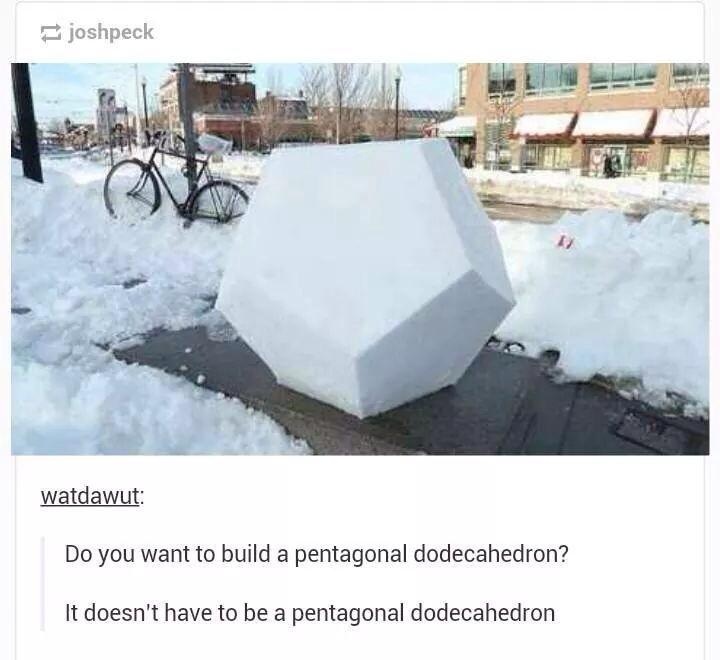 joshpeck
watdawut:
Do you want to build a pentagonal dodecahedron?
It doesn't have to be a pentagonal dodecahedron